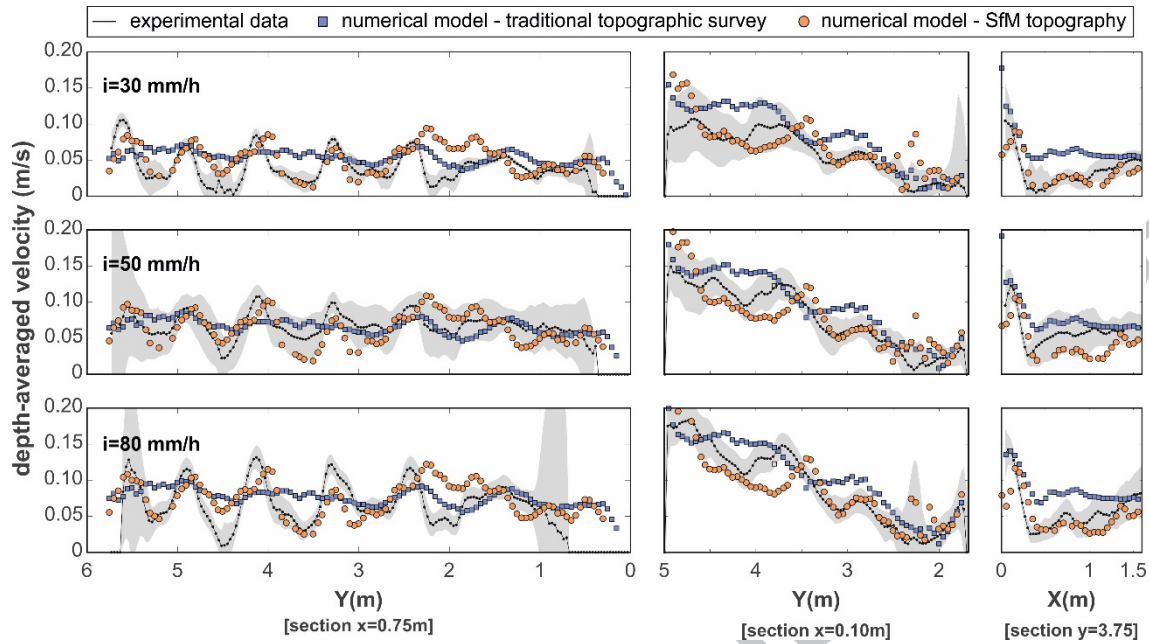 experimental data numerical model - traditional topographic survey numerical model - SfM topography
depth-averaged velocity (m/s)
0.20
0.15
0.10
0.05
0
i=30 mm/h
0.20
0.15
0.10
0.05
0
i=50 mm/h
0.20
0.15
0.10
0.05
0
i=80 mm/h
6 5 4 3 2 1 0 5 4 3 2 0 1 1.5
Y(m) Y(m) X(m)
[section x=0.75m] [section x=0.10m] [section y=3.75]